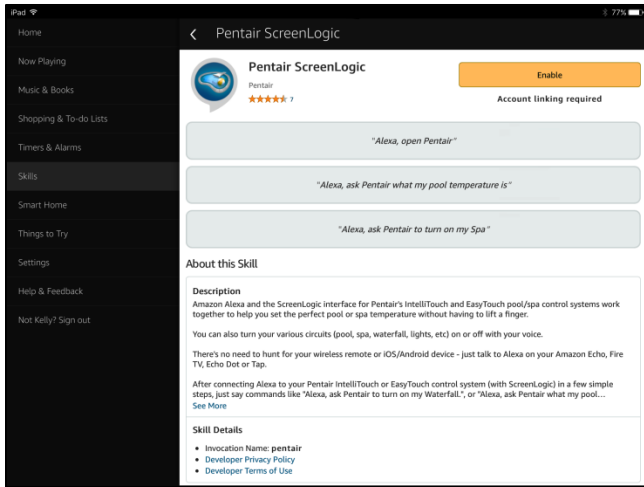 iPad
77%
Home
Now Playing
Music & Books
Shopping & To-do Lists
Timers & Alarms
Skills
Smart Home
Things to Try
Settings
Help & Feedback
Not Kelly? Sign out
Pentair ScreenLogic
Pentair ScreenLogic
Pentair
7
Enable
Account linking required
"Alexa, open Pentair"
"Alexa, ask Pentair what my pool temperature is"
"Alexa, ask Pentair to turn on my Spa"
About this Skill
Description
Amazon Alexa and the ScreenLogic interface for Pentair's IntelliTouch and EasyTouch pool/spa control systems work
together to help you set the perfect pool or spa temperature without having to lift a finger.
You can also turn your various circuits (pool, spa, waterfall, lights, etc) on or off with your voice.
There's no need to hunt for your wireless remote or iOS/Android device - just talk to Alexa on your Amazon Echo, Fire
TV, Echo Dot or Tap.
After connecting Alexa to your Pentair IntelliTouch or EasyTouch control system (with ScreenLogic) in a few simple
steps, just say commands like "Alexa, ask Pentair to turn on my Waterfall.", or "Alexa, ask Pentair what my pool...
See More
Skill Details
• Invocation Name: pentair
• Developer Privacy Policy
• Developer Terms of Use